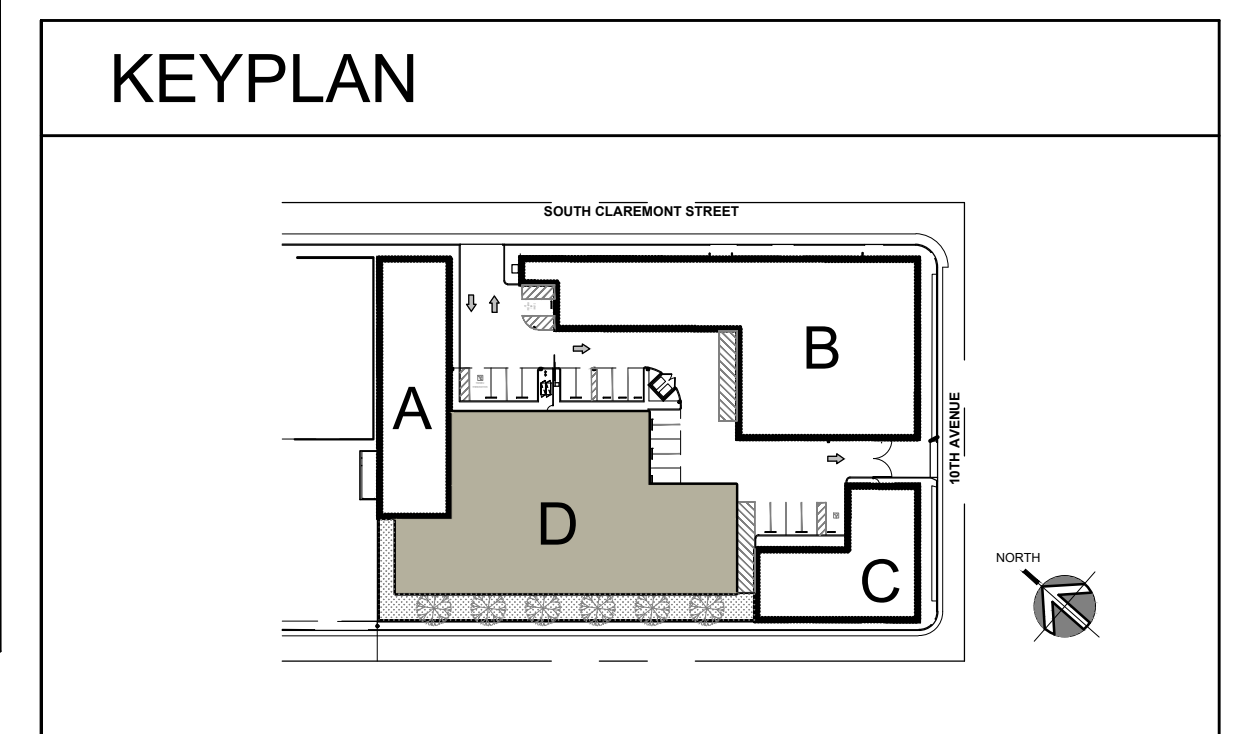 KEYPLAN
SOUTH CLAREMONT STREET
A
B
10TH AVENUE
D
C
NORTH